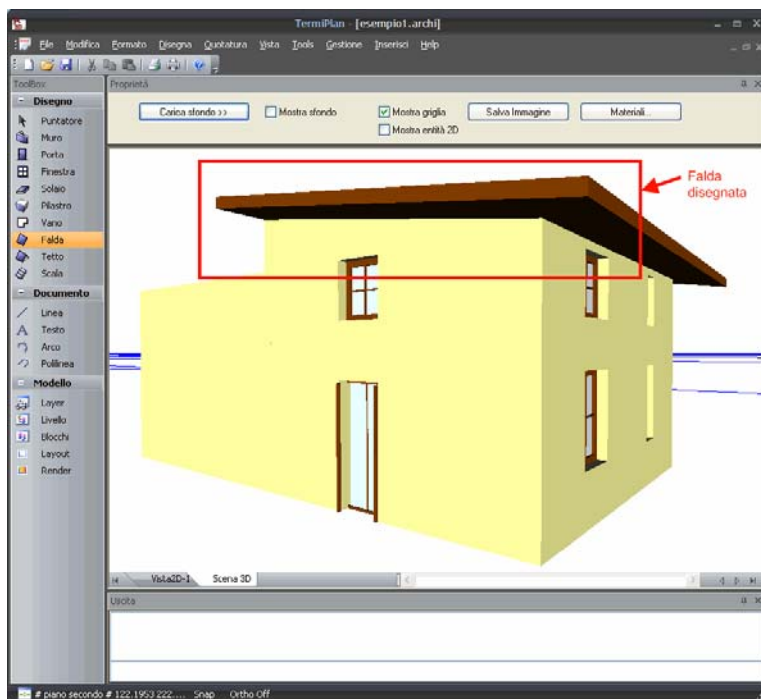 TermiPlan - [esempio1.archi]
File Modifica Formato Disegna Quotatura Vista Tools Gestione Inserisci Help
ToolBox
Proprietà
Disegno
Puntatore
Muro
Porta
Finestra
Solaio
Pilastro
Vano
Falda
Tetto
Scala
Documento
Linea
Testo
Arco
Polilinea
Modello
Layer
Livello
Blocchi
Layout
Render
Carica sfondo >>
Mostra sfondo
Mostra griglia
Mostra entità 2D
Salva Immagine
Materiali...
Falda
disegnata
Vista2D-1 Scena 3D
Uscita
# piano secondo # 122.1953 222.... Snap Ortho Off